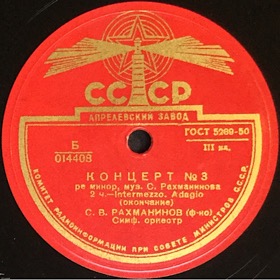 СССР
АПРЕЛЕВСКИЙ ЗАВОД
ГОСТ 5289-50
Б
014408
III кл.
КОНЦЕРТ №3
ре минор, муз. С. Рахманинова
2 ч.—Intermezzo. Adagio
(окончание)
С. В. РАХМАНИНОВ (ф-но)
Симф. оркестр
КОМИТЕТ РАДИОИНФОРМАЦИИ ПРИ СОВЕТЕ МИНИСТРОВ СССР.